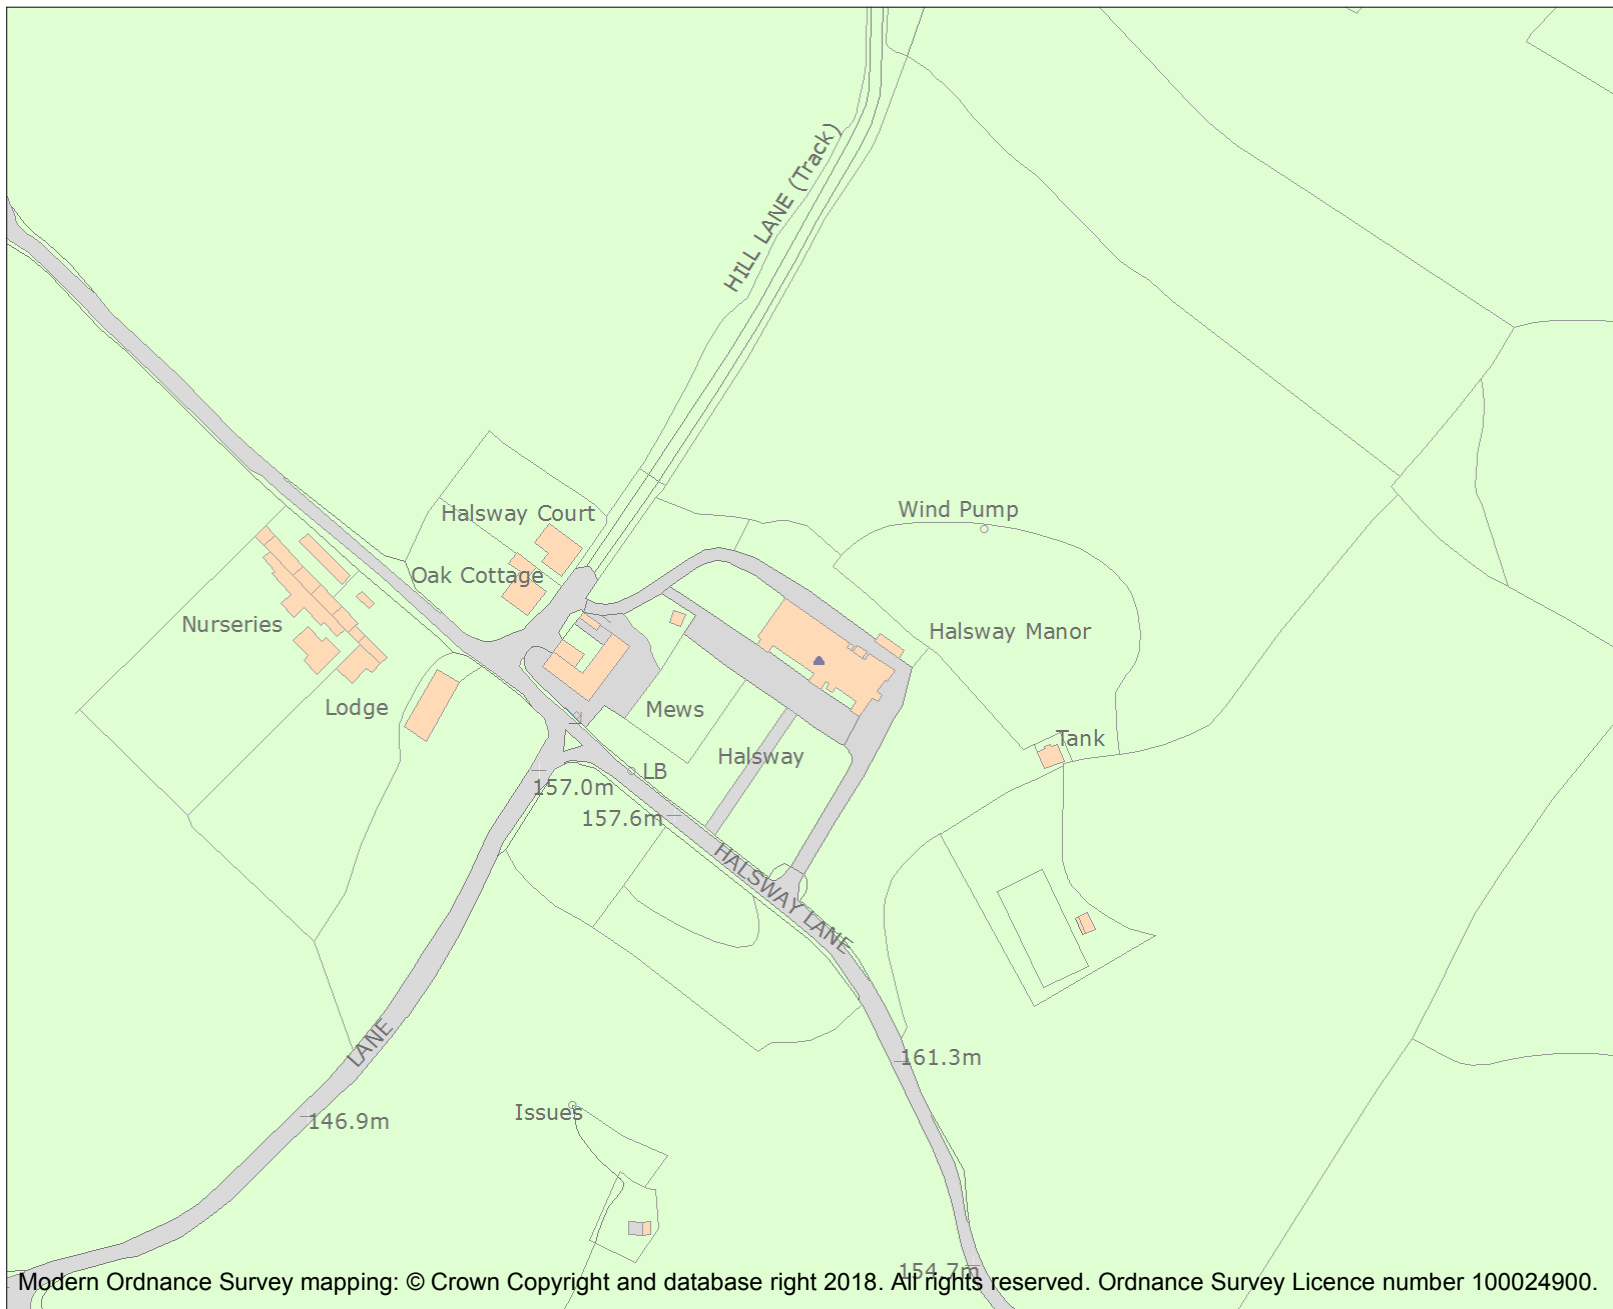 HILL LANE (Track)
Wind Pump
Halsway Court
Oak Cottage
Nurseries
Halsway Manor
Lodge
Mews
Tank
Halsway
LB
157.0m
157.6m
HALSWAY LANE
LANE
161.3m
Issues
146.9m
154.7m
Modern Ordnance Survey mapping: © Crown Copyright and database right 2018. All rights reserved. Ordnance Survey Licence number 100024900.